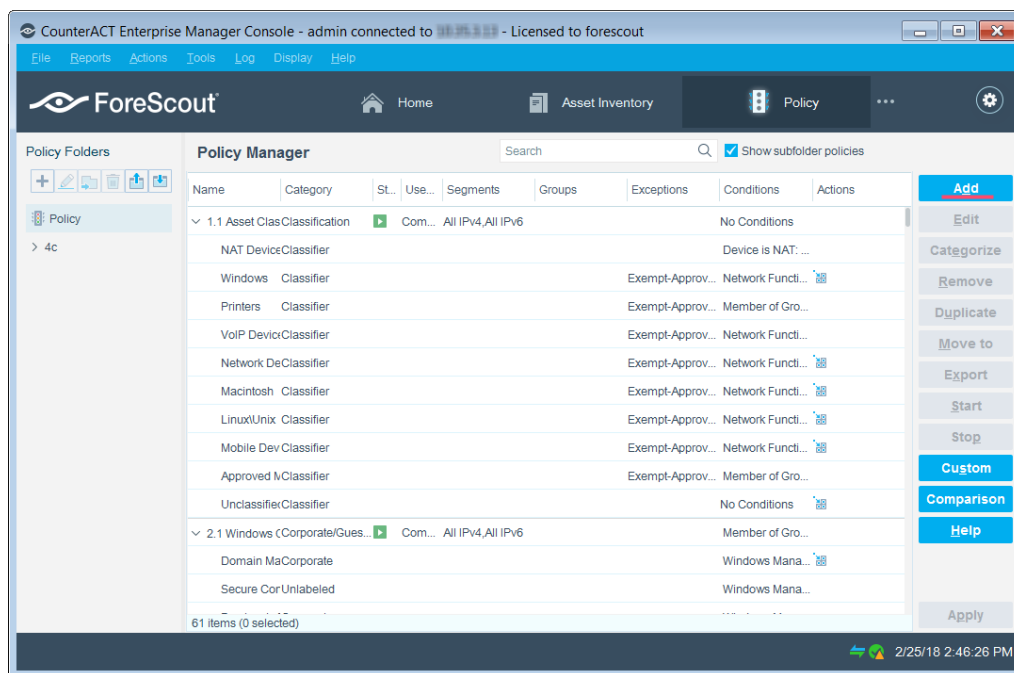 CounterACT Enterprise Manager Console - admin connected to - Licensed to forescout
File Reports Actions Tools Log Display Help
ForeScout Home Asset Inventory Policy •••
Policy Folders
Policy Manager Search Show subfolder policies
Name Category St... Use... Segments Groups Exceptions Conditions Actions Add
Policy 1.1 Asset Clas Classification Com... All IPv4,All IPv6 No Conditions Edit
4c NAT Device Classifier Device is NAT: ... Categorize
Windows Classifier Exempt-Approv... Network Functi... Remove
Printers Classifier Exempt-Approv... Member of Gro... Duplicate
VoIP Devic Classifier Exempt-Approv... Network Functi... Move to
Network De Classifier Exempt-Approv... Network Functi... Export
Macintosh Classifier Exempt-Approv... Network Functi... Start
Linux\Unix Classifier Exempt-Approv... Network Functi... Stop
Mobile Dev Classifier Exempt-Approv... Network Functi... Custom
Approved Classifier Exempt-Approv... Member of Gro... Comparison
Unclassifie Classifier No Conditions Help
2.1 Windows Corporate/Gues... Com... All IPv4,All IPv6 Member of Gro...
Domain Ma Corporate Windows Mana...
Secure Cor Unlabeled Windows Mana...
61 items (0 selected) Apply
2/25/18 2:46:26 PM